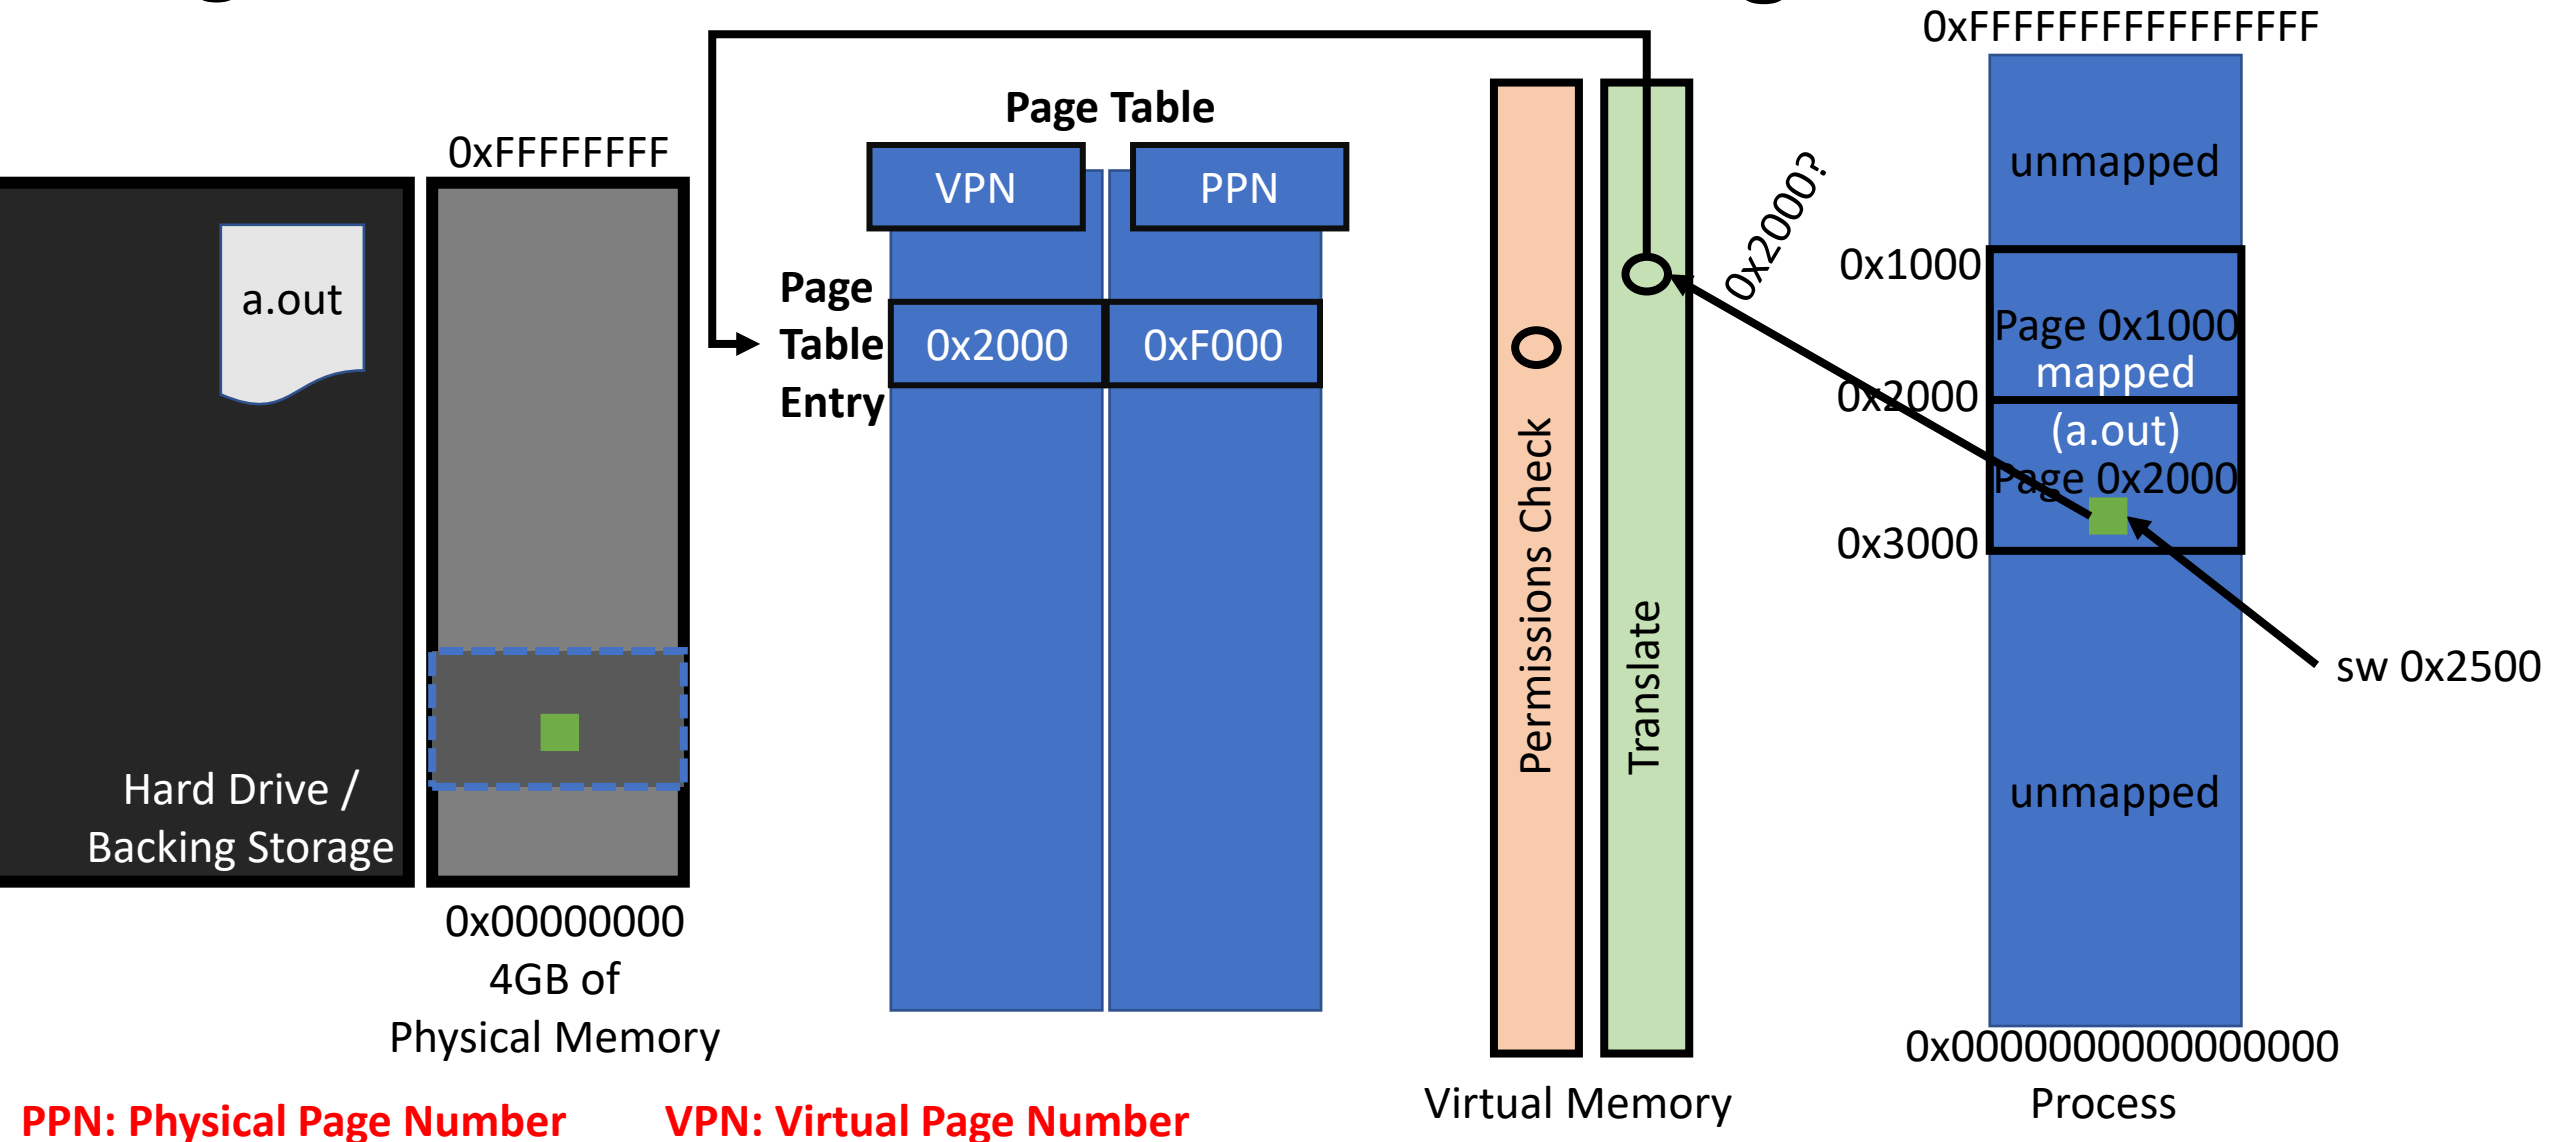 0xFFFFFFFFFFFFFFFF
Page Table
0xFFFFFFFF
VPN
PPN
unmapped
0x2000?
a.out
Page
Table
Entry
0x2000
0xF000
0x1000
Page 0x1000
mapped
0x2000
(a.out)
Page 0x2000
0x3000
Permissions Check
Translate
sw 0x2500
Hard Drive /
Backing Storage
unmapped
0x00000000
4GB of
Physical Memory
0x0000000000000000
Virtual Memory
Process
PPN: Physical Page Number
VPN: Virtual Page Number